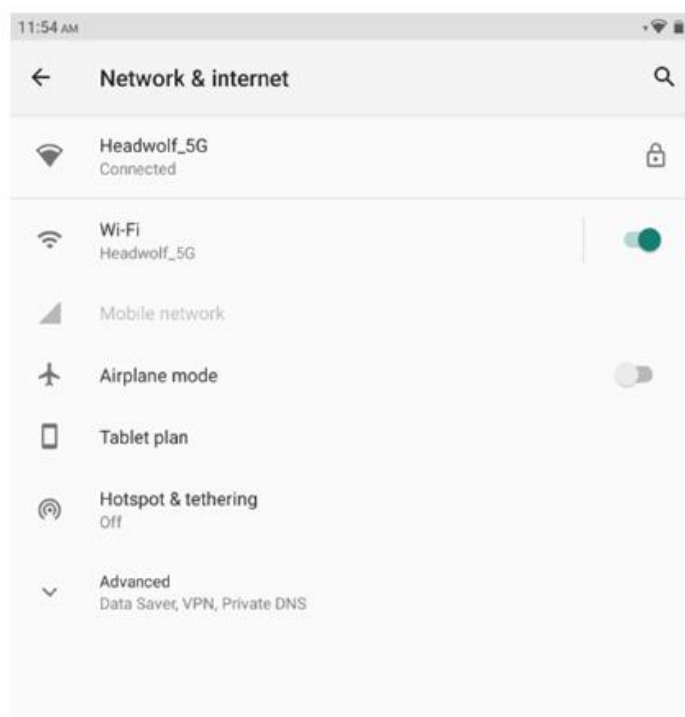 11:54 AM
Network & internet
Headwolf_5G
Connected
Wi-Fi
Headwolf_5G
Mobile network
Airplane mode
Tablet plan
Hotspot & tethering
Off
Advanced
Data Saver, VPN, Private DNS